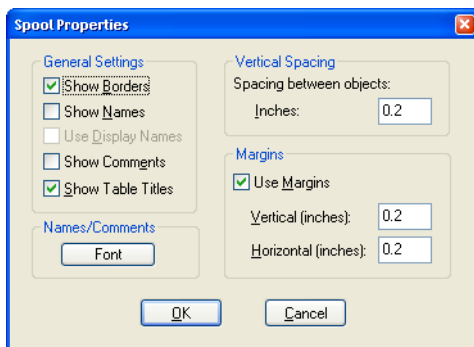 Spool Properties
General Settings
Show Borders
Show Names
Use Display Names
Show Comments
Show Table Titles
Names/Comments
Font
Vertical Spacing
Spacing between objects:
Inches: 0.2
Margins
Use Margins
Vertical (inches): 0.2
Horizontal (inches): 0.2
OK Cancel